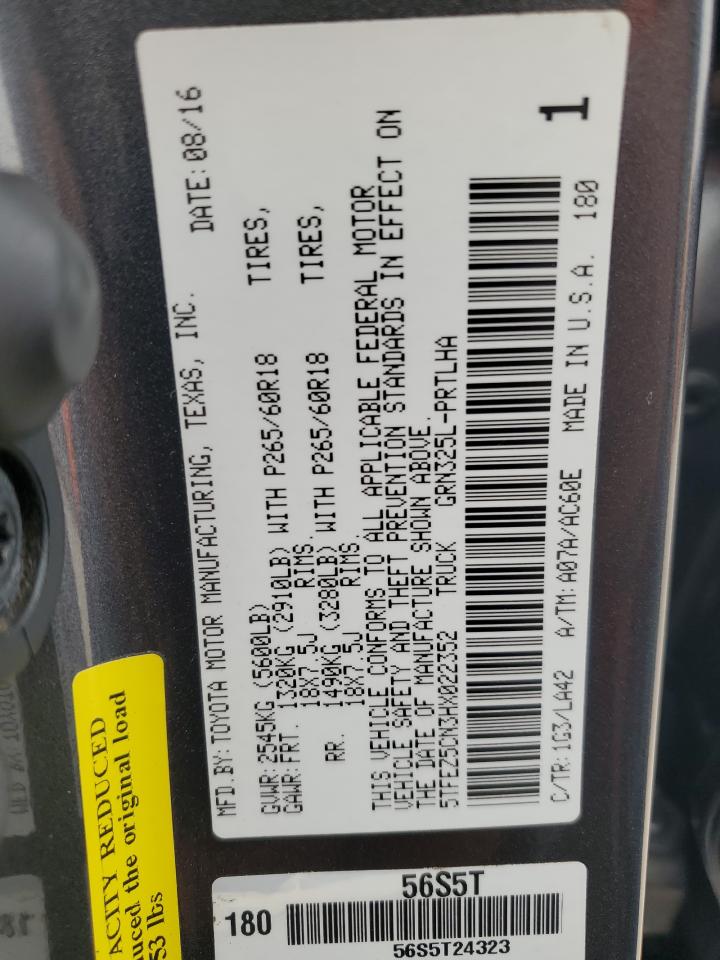 MFD.BY:TOYOTA MOTOR MANUFACTURING, TEXAS, INC. DATE:08/16
GVWR:2545KG (5600LB)
GAWR:FRT. 1320KG (2910LB) WITH P265/60R18 TIRES,
18X7.5J RIMS.
RR. 1490KG (3280LB) WITH P265/60R18 TIRES,
18X7.5J RIMS.
THIS VEHICLE CONFORMS TO ALL APPLICABLE FEDERAL MOTOR
VEHICLE SAFETY AND THEFT PREVENTION STANDARDS IN EFFECT ON
THE DATE OF MANUFACTURE SHOWN ABOVE.
5TFEZ5CN3HX022352 TRUCK GRN325L-PRTLHA
1
C/TR:1G3/LA42 A/TM:A07A/AC60E MADE IN U.S.A. 180
ACITY REDUCED
uced the original load
53 lbs
56S5T
180
56S5T24323